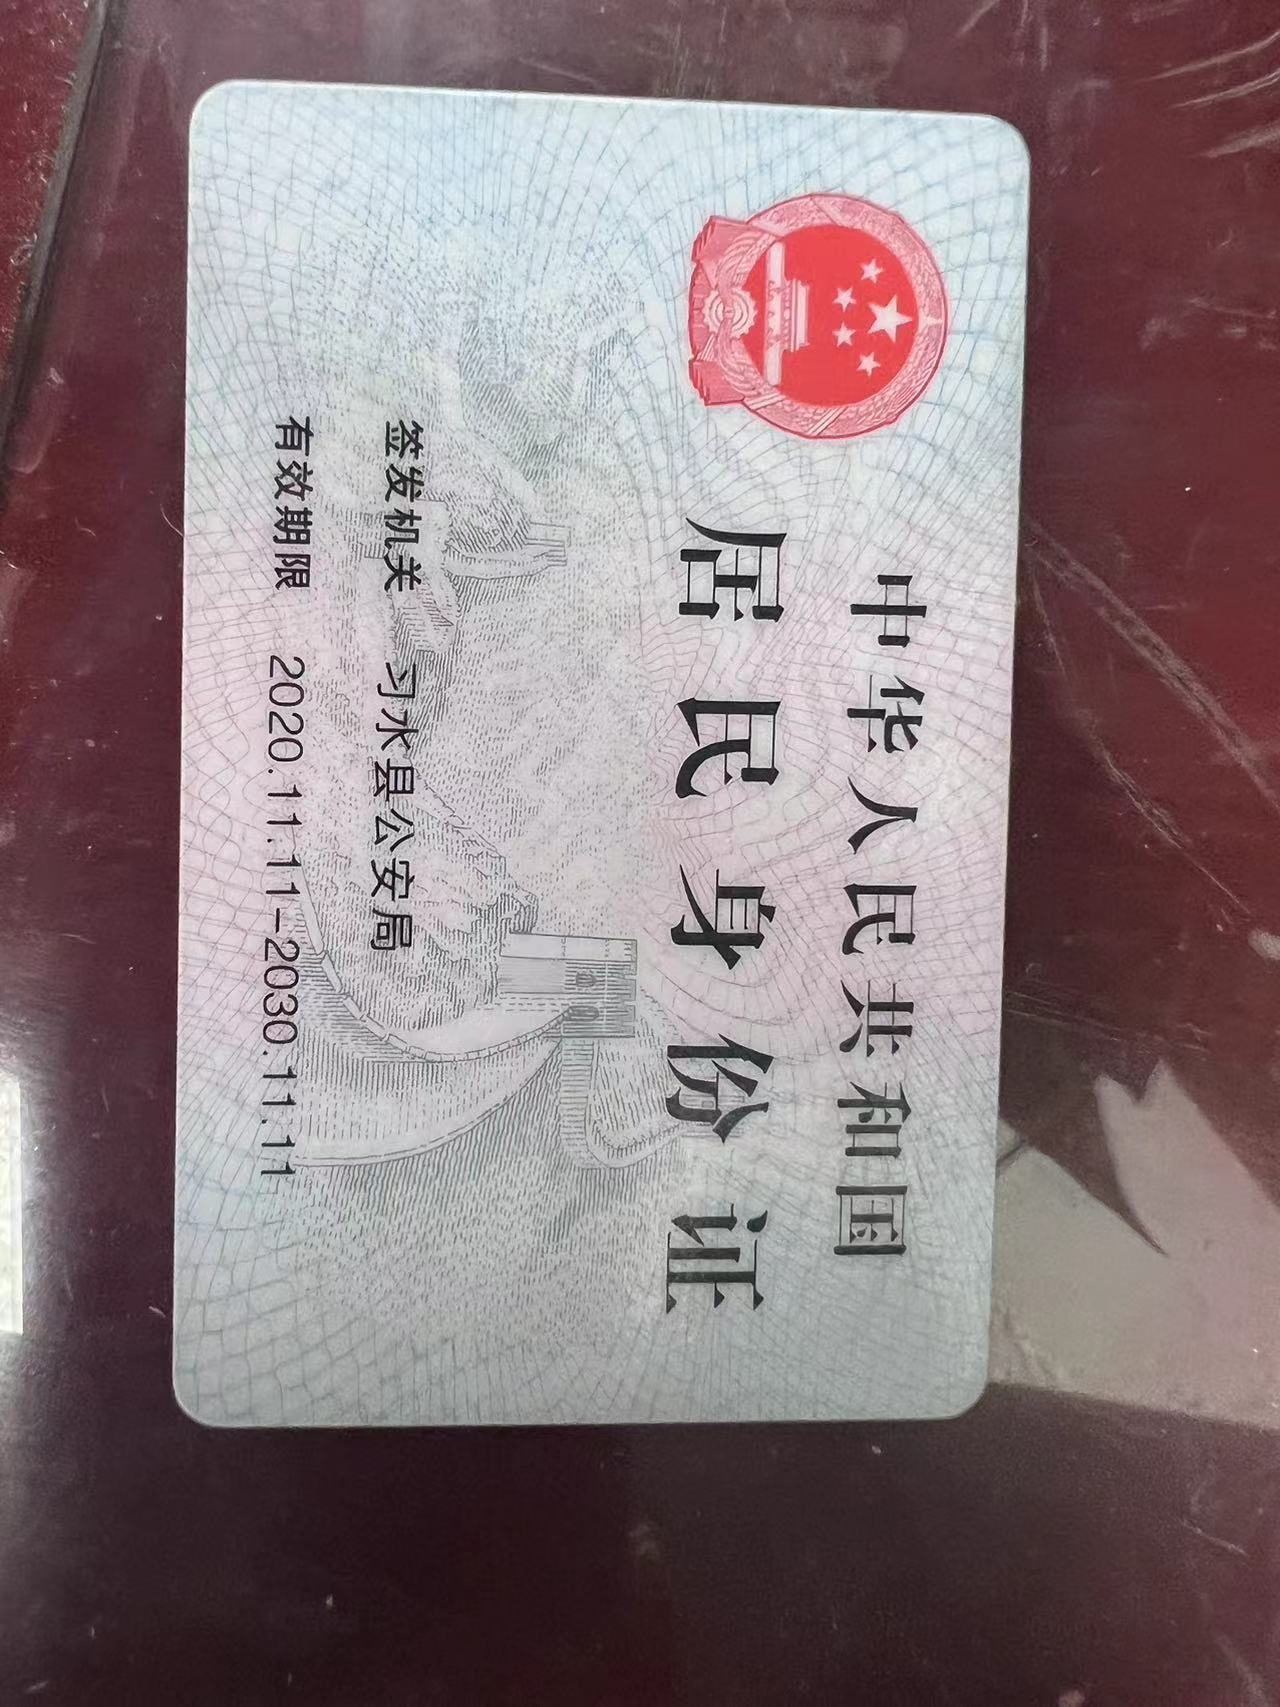 中华人民共和国
居民身份证
签发机关 习水县公安局
有效期限 2020.11.11-2030.11.11